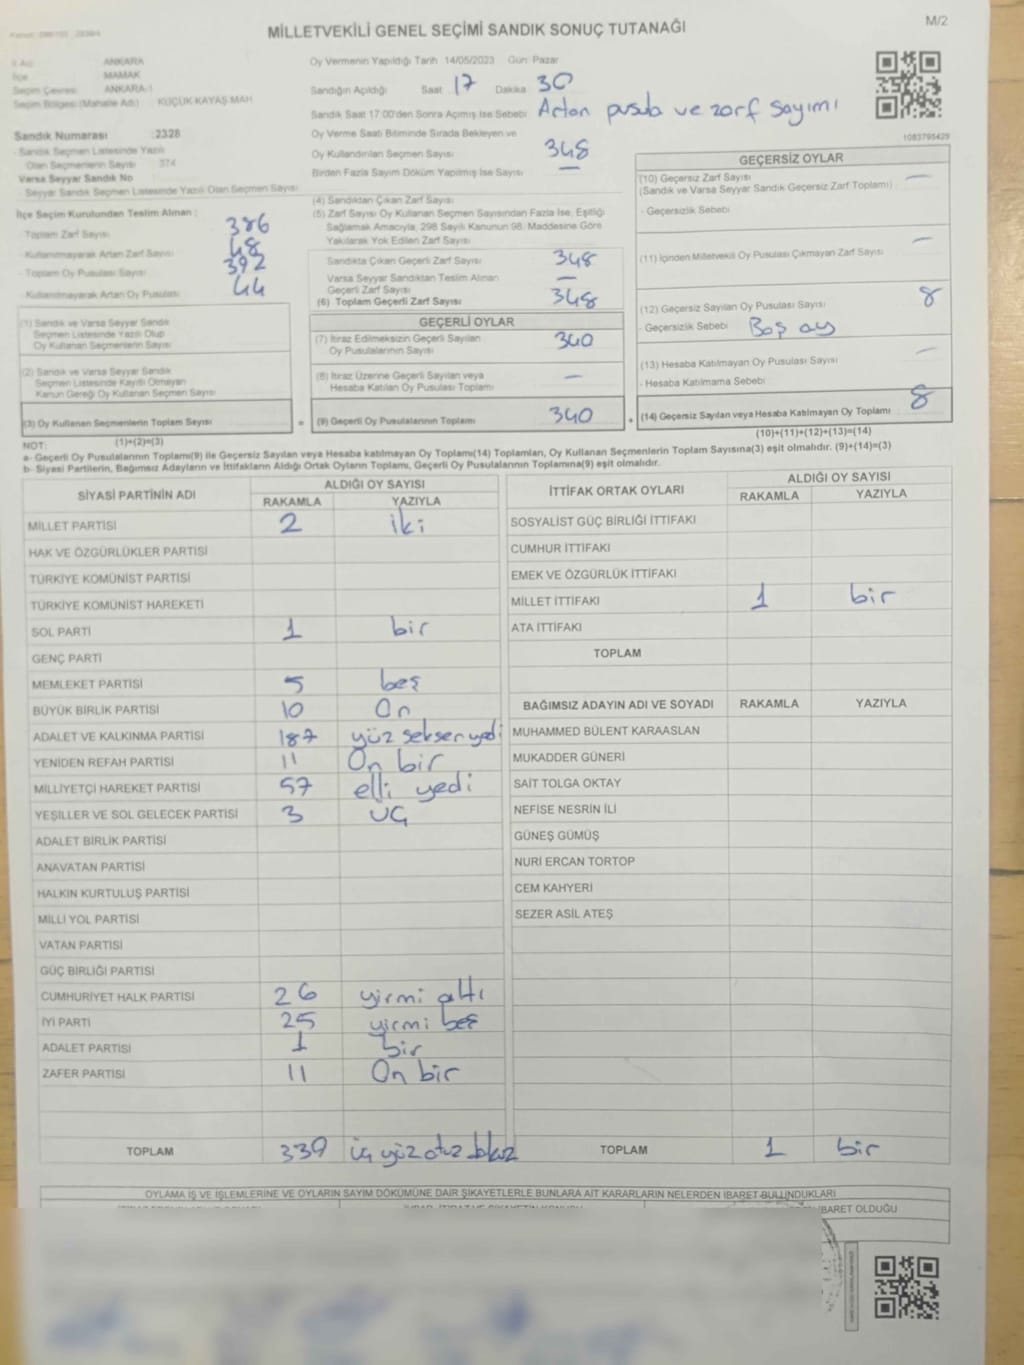 MİLLETVEKİLİ GENEL SEÇİMİ SANDIK SONUÇ TUTANAĞI
M/2
İl Adı: ANKARA
İlçe MAMAK
Seçim Çevresi ANKARA-1
Seçim Bölgesi (Mahalle Adı) : KÜÇÜK KAYAŞ MAH
Sandık Numarası :2328
Sandık Seçmen Listesinde Yazılı
Olan Seçmenlerin Sayısı 374
Varsa Seyyar Sandık No
- Seyyar Sandık Seçmen Listesinde Yazılı Olan Seçmen Sayısı
İlçe Seçim Kurulundan Teslim Alınan ;
- Toplam Zarf Sayısı 386
- Kullanılmayarak Artan Zarf Sayısı 48
- Toplam Oy Pusulası Sayısı 392
- Kullanılmayarak Artan Oy Pusulası 44
(1) Sandık ve Varsa Seyyar Sandık
Seçmen Listesinde Yazılı Olup
Oy Kullanan Seçmenlerin Sayısı
(2) Sandık ve Varsa Seyyar Sandık
Seçmen Listesinde Kayıtlı Olmayan
Kanun Gereği Oy Kullanan Seçmen Sayısı
(3) Oy Kullanan Seçmenlerin Toplam Sayısı =
(1)+(2)=(3)
Oy Vermenin Yapıldığı Tarih 14/05/2023 Gün: Pazar
Sandığın Açıldığı Saat 17 Dakika 30
Sandık Saat 17:00'den Sonra Açılmış İse Sebebi Artan pusula ve zarf sayımı
Oy Verme Saati Bitiminde Sırada Bekleyen ve
Oy Kullandırılan Seçmen Sayısı 348
Birden Fazla Sayım Döküm Yapılmış İse Sayısı —
(4) Sandıktan Çıkan Zarf Sayısı
(5) Zarf Sayısı Oy Kullanan Seçmen Sayısından Fazla İse, Eşitliği
Sağlamak Amacıyla, 298 Sayılı Kanunun 98. Maddesine Göre
Yakılarak Yok Edilen Zarf Sayısı
Sandıkta Çıkan Geçerli Zarf Sayısı 348
Varsa Seyyar Sandıktan Teslim Alınan
Geçerli Zarf Sayısı —
(6) Toplam Geçerli Zarf Sayısı 348
GEÇERLİ OYLAR
(7) İtiraz Edilmeksizin Geçerli Sayılan
Oy Pusulalarının Sayısı 340
(8) İtiraz Üzerine Geçerli Sayılan veya
Hesaba Katılan Oy Pusulası Toplamı —
(9) Geçerli Oy Pusulalarının Toplamı 340 +
1083795429
GEÇERSİZ OYLAR
(10) Geçersiz Zarf Sayısı —
(Sandık ve Varsa Seyyar Sandık Geçersiz Zarf Toplamı)
- Geçersizlik Sebebi
(11) İçinden Milletvekili Oy Pusulası Çıkmayan Zarf Sayısı —
(12) Geçersiz Sayılan Oy Pusulası Sayısı 8
- Geçersizlik Sebebi Boş oy
(13) Hesaba Katılmayan Oy Pusulası Sayısı —
- Hesaba Katılmama Sebebi
(14) Geçersiz Sayılan veya Hesaba Katılmayan Oy Toplamı 8
(10)+(11)+(12)+(13)=(14)
NOT:
a- Geçerli Oy Pusulalarının Toplamı(9) ile Geçersiz Sayılan veya Hesaba katılmayan Oy Toplamı(14) Toplamları, Oy Kullanan Seçmenlerin Toplam Sayısına(3) eşit olmalıdır. (9)+(14)=(3)
b- Siyasi Partilerin, Bağımsız Adayların ve İttifakların Aldığı Ortak Oyların Toplamı, Geçerli Oy Pusulalarının Toplamına(9) eşit olmalıdır.
SİYASİ PARTİNİN ADI
ALDIĞI OY SAYISI
RAKAMLA YAZIYLA
MİLLET PARTİSİ 2 iki
HAK VE ÖZGÜRLÜKLER PARTİSİ
TÜRKİYE KOMÜNİST PARTİSİ
TÜRKİYE KOMÜNİST HAREKETİ
SOL PARTİ 1 bir
GENÇ PARTİ
MEMLEKET PARTİSİ 5 beş
BÜYÜK BİRLİK PARTİSİ 10 On
ADALET VE KALKINMA PARTİSİ 187 yüz seksen yedi
YENİDEN REFAH PARTİSİ 11 On bir
MİLLİYETÇİ HAREKET PARTİSİ 57 elli yedi
YEŞİLLER VE SOL GELECEK PARTİSİ 3 üç
ADALET BİRLİK PARTİSİ
ANAVATAN PARTİSİ
HALKIN KURTULUŞ PARTİSİ
MİLLİ YOL PARTİSİ
VATAN PARTİSİ
GÜÇ BİRLİĞİ PARTİSİ
CUMHURİYET HALK PARTİSİ 26 yirmi altı
İYİ PARTİ 25 yirmi beş
ADALET PARTİSİ 1 bir
ZAFER PARTİSİ 11 On bir
TOPLAM 339 üç yüz otuz dokuz
İTTİFAK ORTAK OYLARI
ALDIĞI OY SAYISI
RAKAMLA YAZIYLA
SOSYALİST GÜÇ BİRLİĞİ İTTİFAKI
CUMHUR İTTİFAKI
EMEK VE ÖZGÜRLÜK İTTİFAKI
MİLLET İTTİFAKI 1 bir
ATA İTTİFAKI
TOPLAM
BAĞIMSIZ ADAYIN ADI VE SOYADI RAKAMLA YAZIYLA
MUHAMMED BÜLENT KARAASLAN
MUKADDER GÜNERİ
SAİT TOLGA OKTAY
NEFİSE NESRİN İLİ
GÜNEŞ GÜMÜŞ
NURİ ERCAN TORTOP
CEM KAHYERİ
SEZER ASİL ATEŞ
TOPLAM 1 bir
OYLAMA İŞ VE İŞLEMLERİNE VE OYLARIN SAYIM DÖKÜMÜNE DAİR ŞİKAYETLERLE BUNLARA AİT KARARLARIN NELERDEN İBARET BULUNDUKLARI
İBARET OLDUĞU